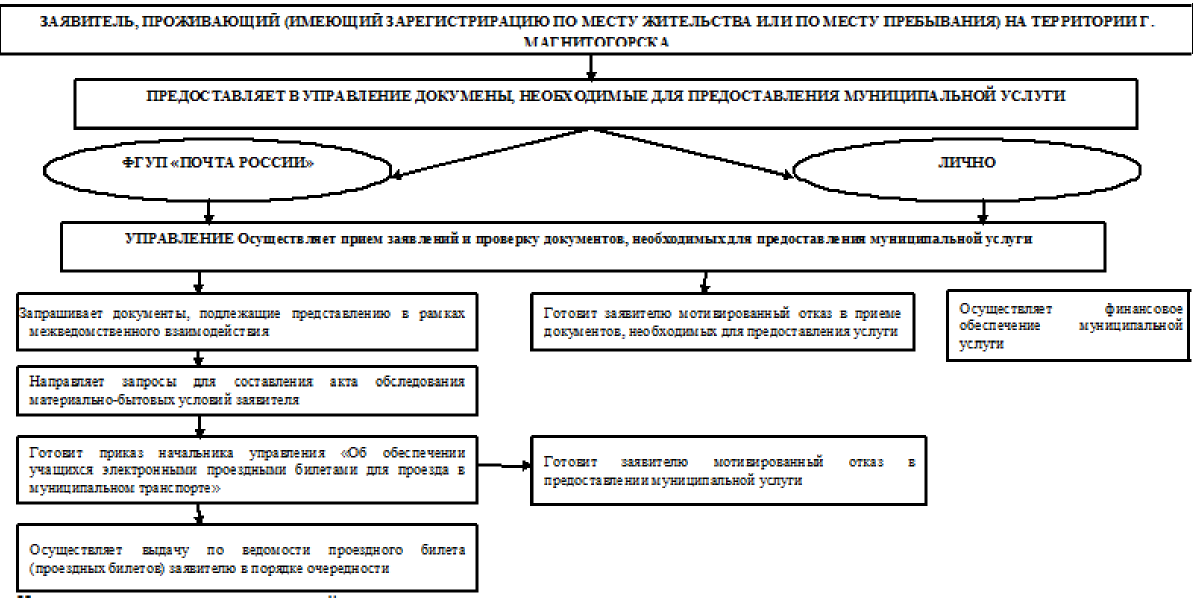 ЗАЯВИТЕЛЬ, ПРОЖИВАЮЩИЙ (ИМЕЮЩИЙ ЗАРЕГИСТРИРАЦИЮ ПО МЕСТУ ЖИТЕЛЬСТВА ИЛИ ПО МЕСТУ ПРЕБЫВАНИЯ) НА ТЕРРИТОРИИ Г.
МАГНИТОГОРСКА
ПРЕДОСТАВЛЯЕТ В УПРАВЛЕНИЕ ДОКУМЕНЫ, НЕОБХОДИМЫЕ ДЛЯ ПРЕДОСТАВЛЕНИЯ МУНИЦИПАЛЬНОЙ УСЛУГИ
ФГУП «ПОЧТА РОССИИ»
ЛИЧНО
УПРАВЛЕНИЕ Осуществляет прием заявлений и проверку документов, необходимых для предоставления муниципальной услуги
Запрашивает документы, подлежащие представлению в рамках
межведомственного взаимодействия
Готовит заявителю мотивированный отказ в приеме
документов, необходимых для предоставления услуги
Осуществляет финансовое
обеспечение муниципальной
услуги
Направляет запросы для составления акта обследования
материально-бытовых условий заявителя
Готовит приказ начальника управления «Об обеспечении
учащихся электронными проездными билетами для проезда в
муниципальном транспорте»
Готовит заявителю мотивированный отказ в
предоставлении муниципальной услуги
Осуществляет выдачу по ведомости проездного билета
(проездных билетов) заявителю в порядке очередности